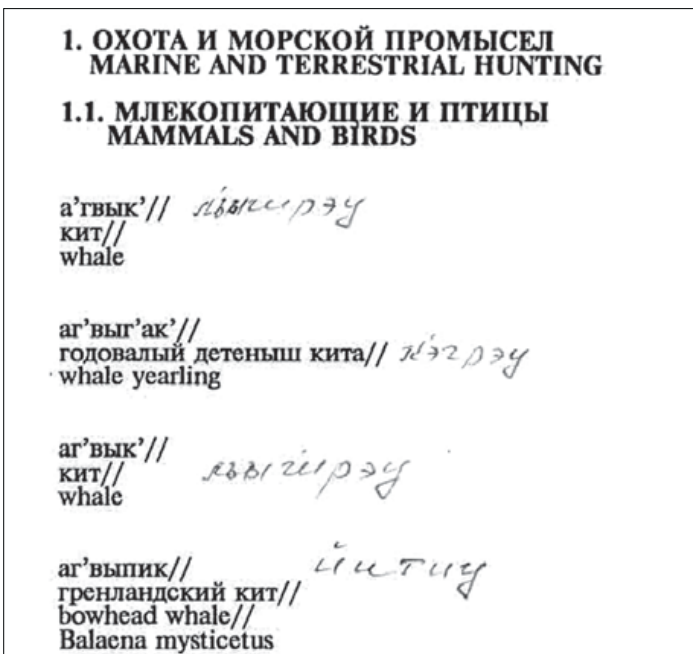 1. ОХОТА И МОРСКОЙ ПРОМЫСЕЛ
MARINE AND TERRESTRIAL HUNTING
1.1. МЛЕКОПИТАЮЩИЕ И ПТИЦЫ
MAMMALS AND BIRDS
а’гвык’//
кит//
whale
аг’выг’ак’//
годовалый детеныш кита//
whale yearling
аг’вык’//
кит//
whale
аг’выпик// йитиу
гренландский кит//
bowhead whale//
Balaena mysticetus